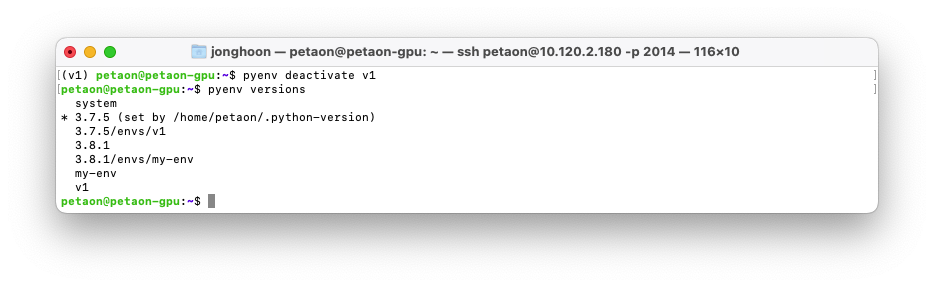 jonghoon — petaon@petaon-gpu: ~ — ssh petaon@10.120.2.180 -p 2014 — 116×10
[(v1) petaon@petaon-gpu:~$ pyenv deactivate v1 ]
[petaon@petaon-gpu:~$ pyenv versions ]
  system
* 3.7.5 (set by /home/petaon/.python-version)
  3.7.5/envs/v1
  3.8.1
  3.8.1/envs/my-env
  my-env
  v1
petaon@petaon-gpu:~$